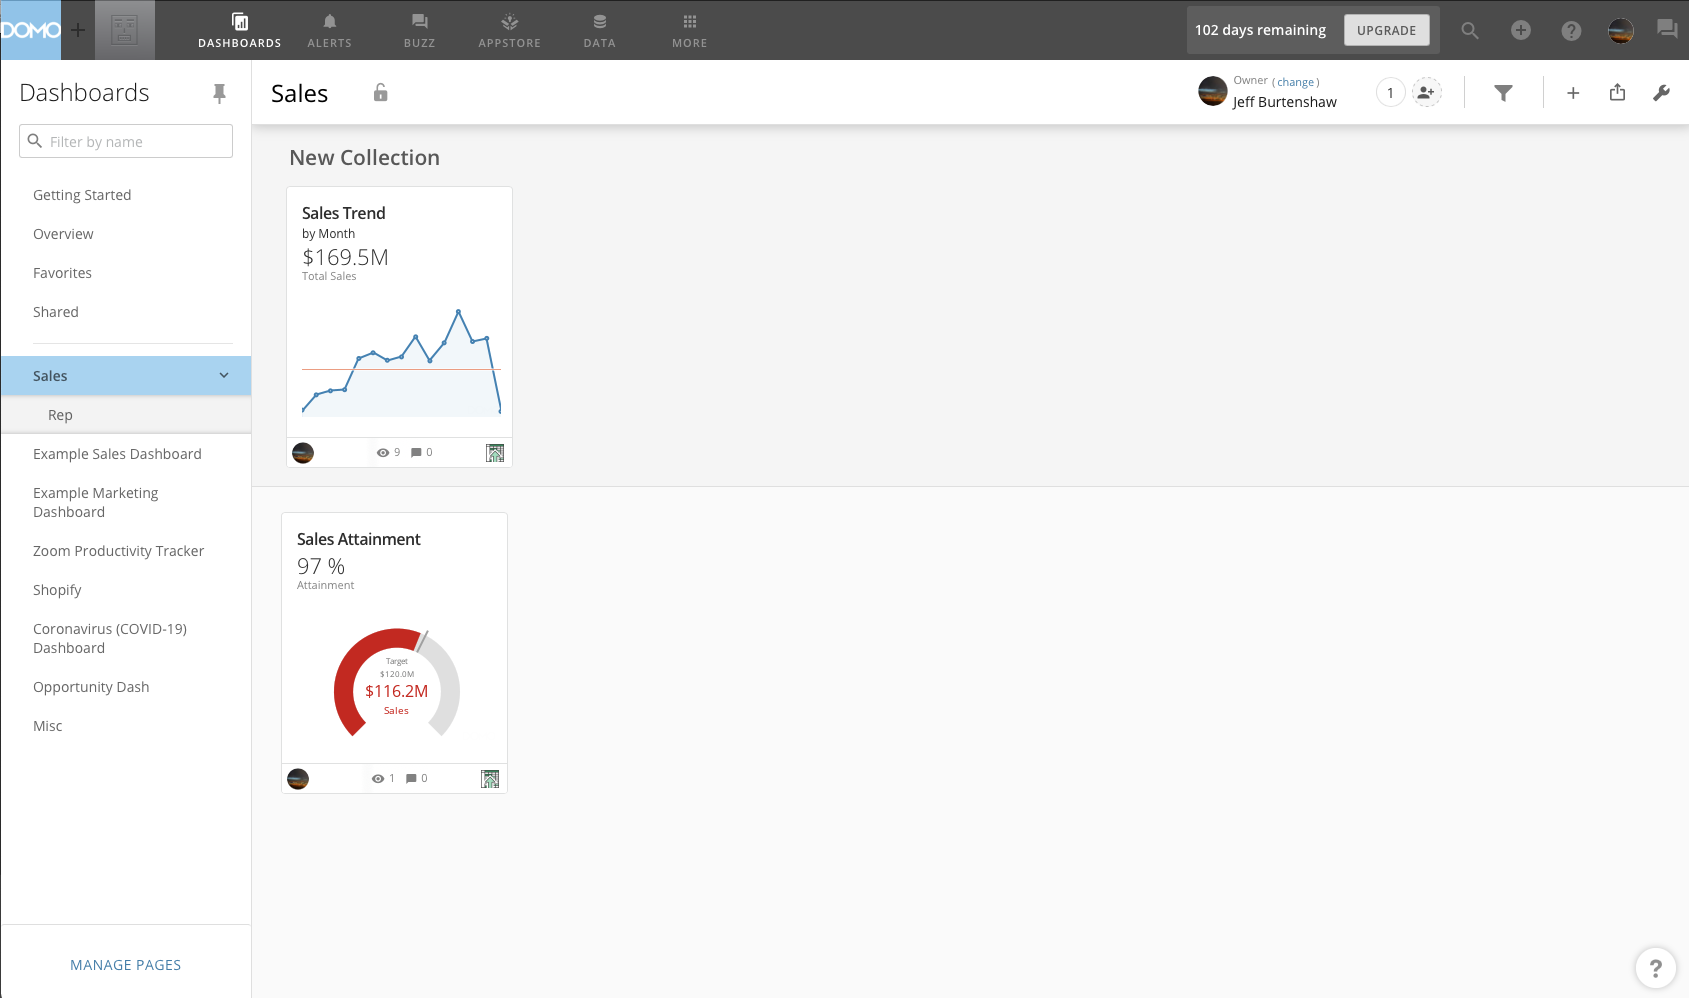 DOMO
DASHBOARDS
ALERTS
BUZZ
APPSTORE
DATA
MORE
102 days remaining
UPGRADE
Dashboards
Filter by name
Getting Started
Overview
Favorites
Shared
Sales
Rep
Example Sales Dashboard
Example Marketing
Dashboard
Zoom Productivity Tracker
Shopify
Coronavirus (COVID-19)
Dashboard
Opportunity Dash
Misc
MANAGE PAGES
Sales
Owner (change)
Jeff Burtenshaw
1
New Collection
Sales Trend
by Month
$169.5M
Total Sales
9
0
Sales Attainment
97 %
Attainment
Target
$120.0M
$116.2M
Sales
1
0
?